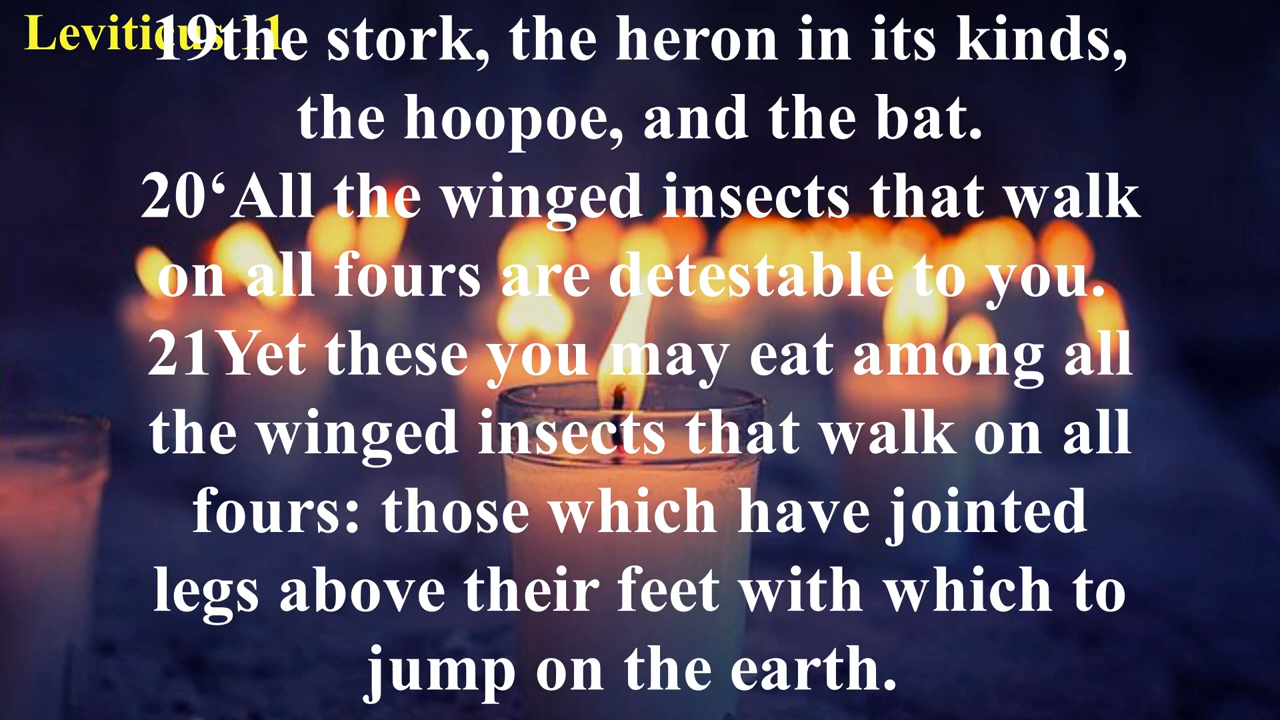 Leviticus 11
19the stork, the heron in its kinds,
the hoopoe, and the bat.
20‘All the winged insects that walk
on all fours are detestable to you.
21Yet these you may eat among all
the winged insects that walk on all
fours: those which have jointed
legs above their feet with which to
jump on the earth.